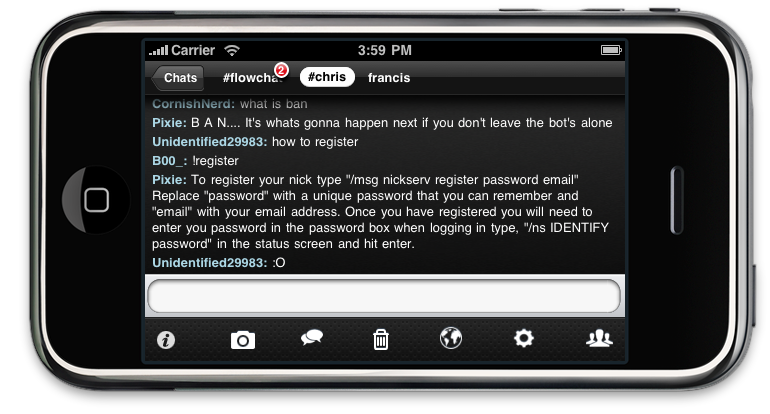 Carrier 3:59 PM
Chats #flowcha 2 #chris francis
CornishNerd: what is ban
Pixie: B A N.... It's whats gonna happen next if you don't leave the bot's alone
Unidentified29983: how to register
B00_: !register
Pixie: To register your nick type "/msg nickserv register password email"
Replace "password" with a unique password that you can remember and
"email" with your email address. Once you have registered you will need to
enter you password in the password box when logging in type, "/ns IDENTIFY
password" in the status screen and hit enter.
Unidentified29983: :O